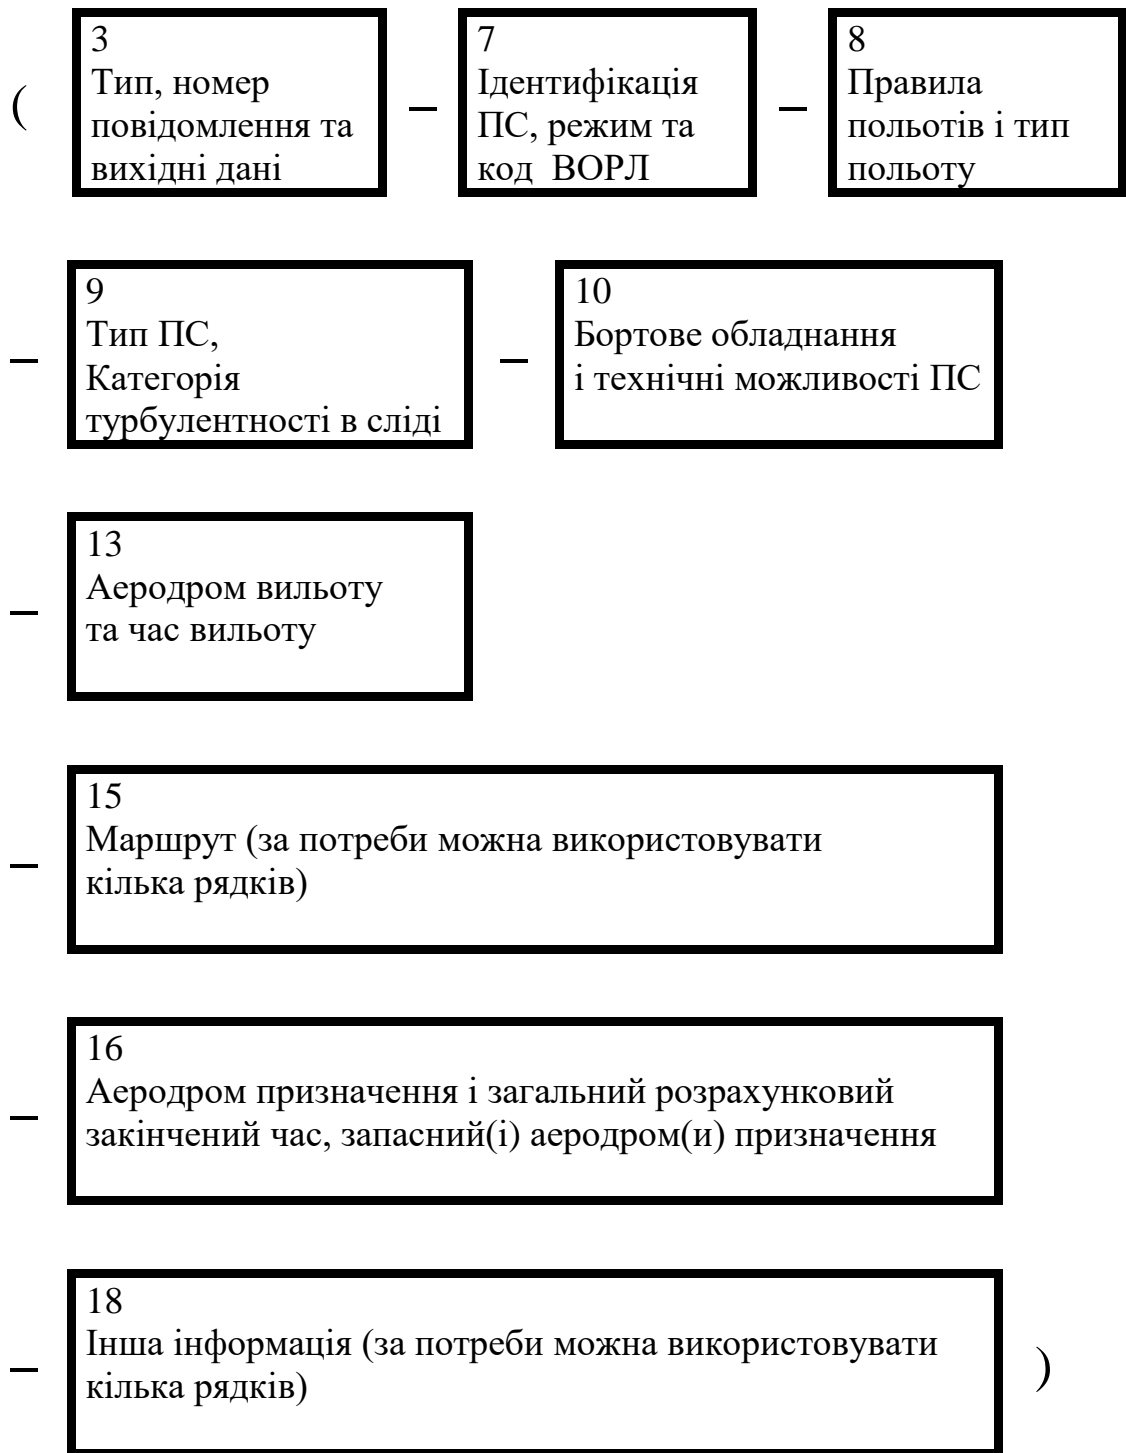 ( 3 – 7 – 8
Тип, номер Ідентифікація Правила
повідомлення та ПС, режим та польотів і тип
вихідні дані код ВОРЛ польоту
– 9 – 10
Тип ПС, Бортове обладнання
Категорія і технічні можливості ПС
турбулентності в сліді
– 13
Аеродром вильоту
та час вильоту
– 15
Маршрут (за потреби можна використовувати
кілька рядків)
– 16
Аеродром призначення і загальний розрахунковий
закінчений час, запасний(і) аеродром(и) призначення
– 18
Інша інформація (за потреби можна використовувати
кілька рядків) )